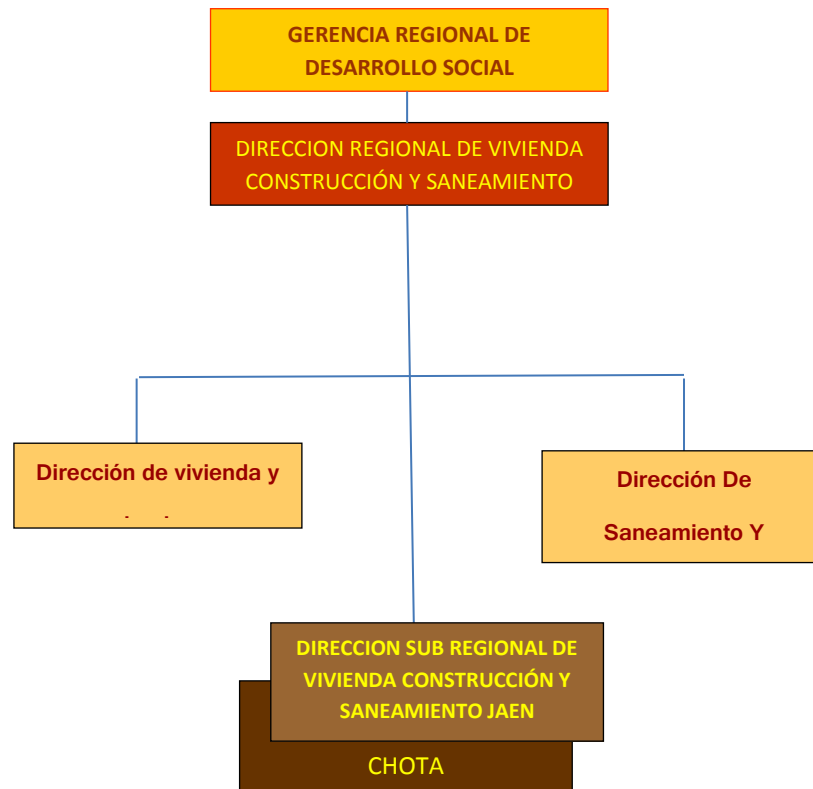 GERENCIA REGIONAL DE
DESARROLLO SOCIAL
DIRECCION REGIONAL DE VIVIENDA
CONSTRUCCIÓN Y SANEAMIENTO
Dirección de vivienda y
Dirección De
Saneamiento Y
DIRECCION SUB REGIONAL DE
VIVIENDA CONSTRUCCIÓN Y
SANEAMIENTO JAEN
CHOTA